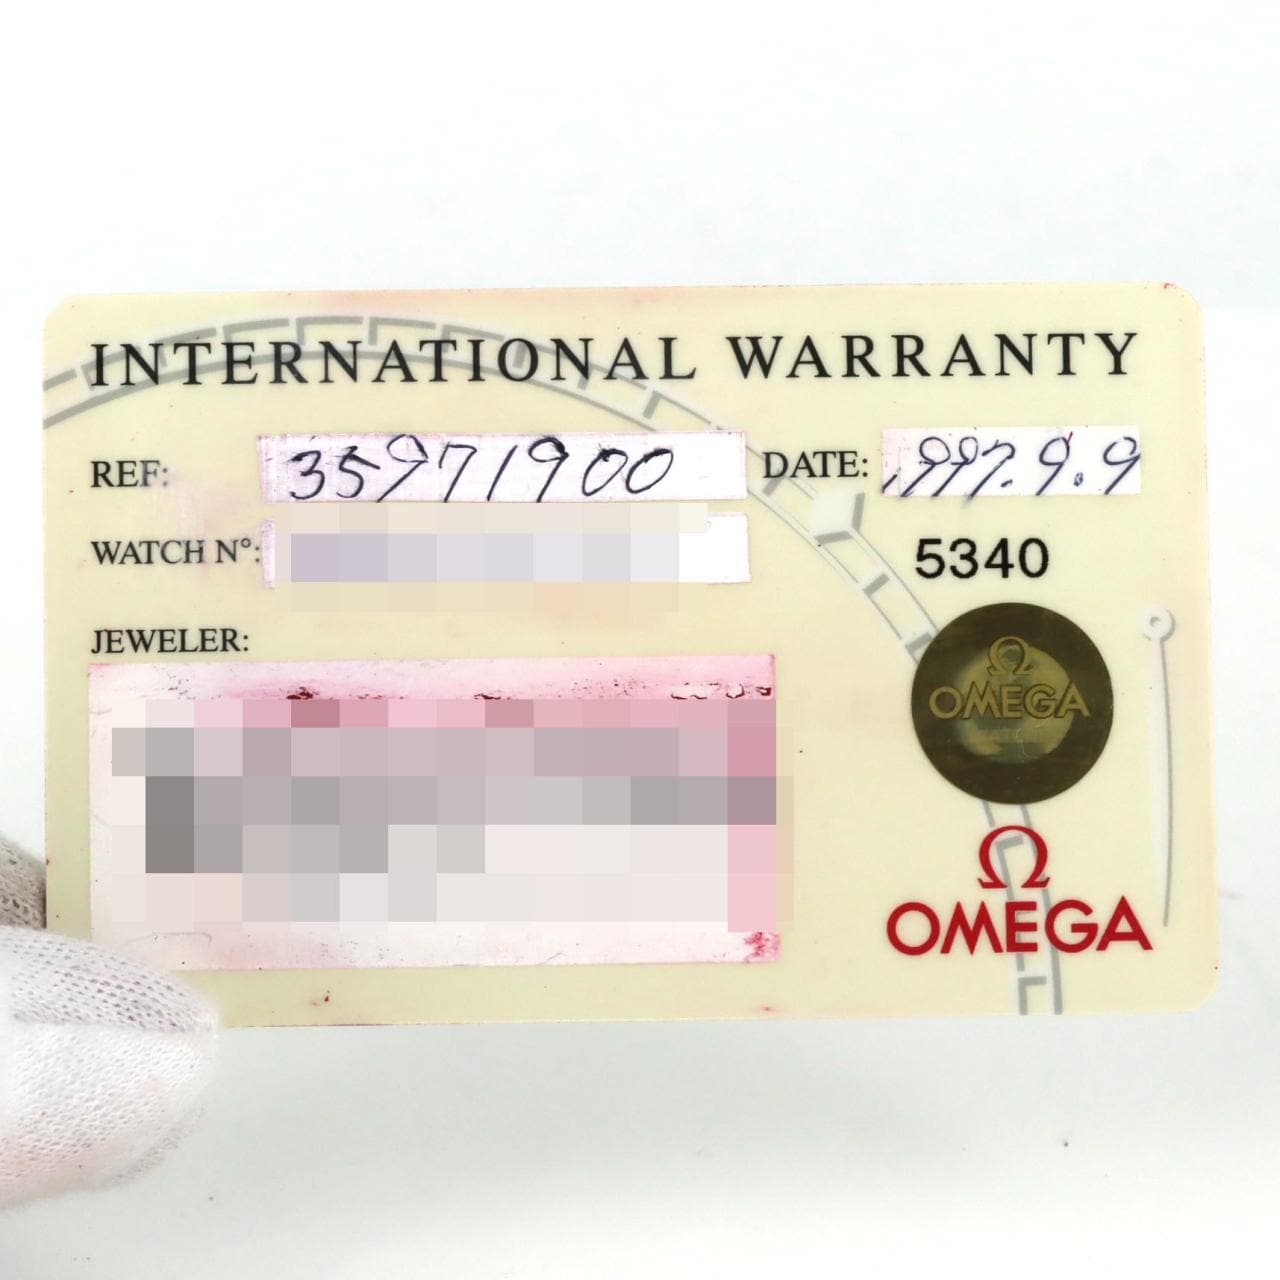 INTERNATIONAL WARRANTY
REF: 35971900 DATE: 1997.9.9
WATCH N°: 5340
JEWELER:
Ω
OMEGA
Ω
OMEGA